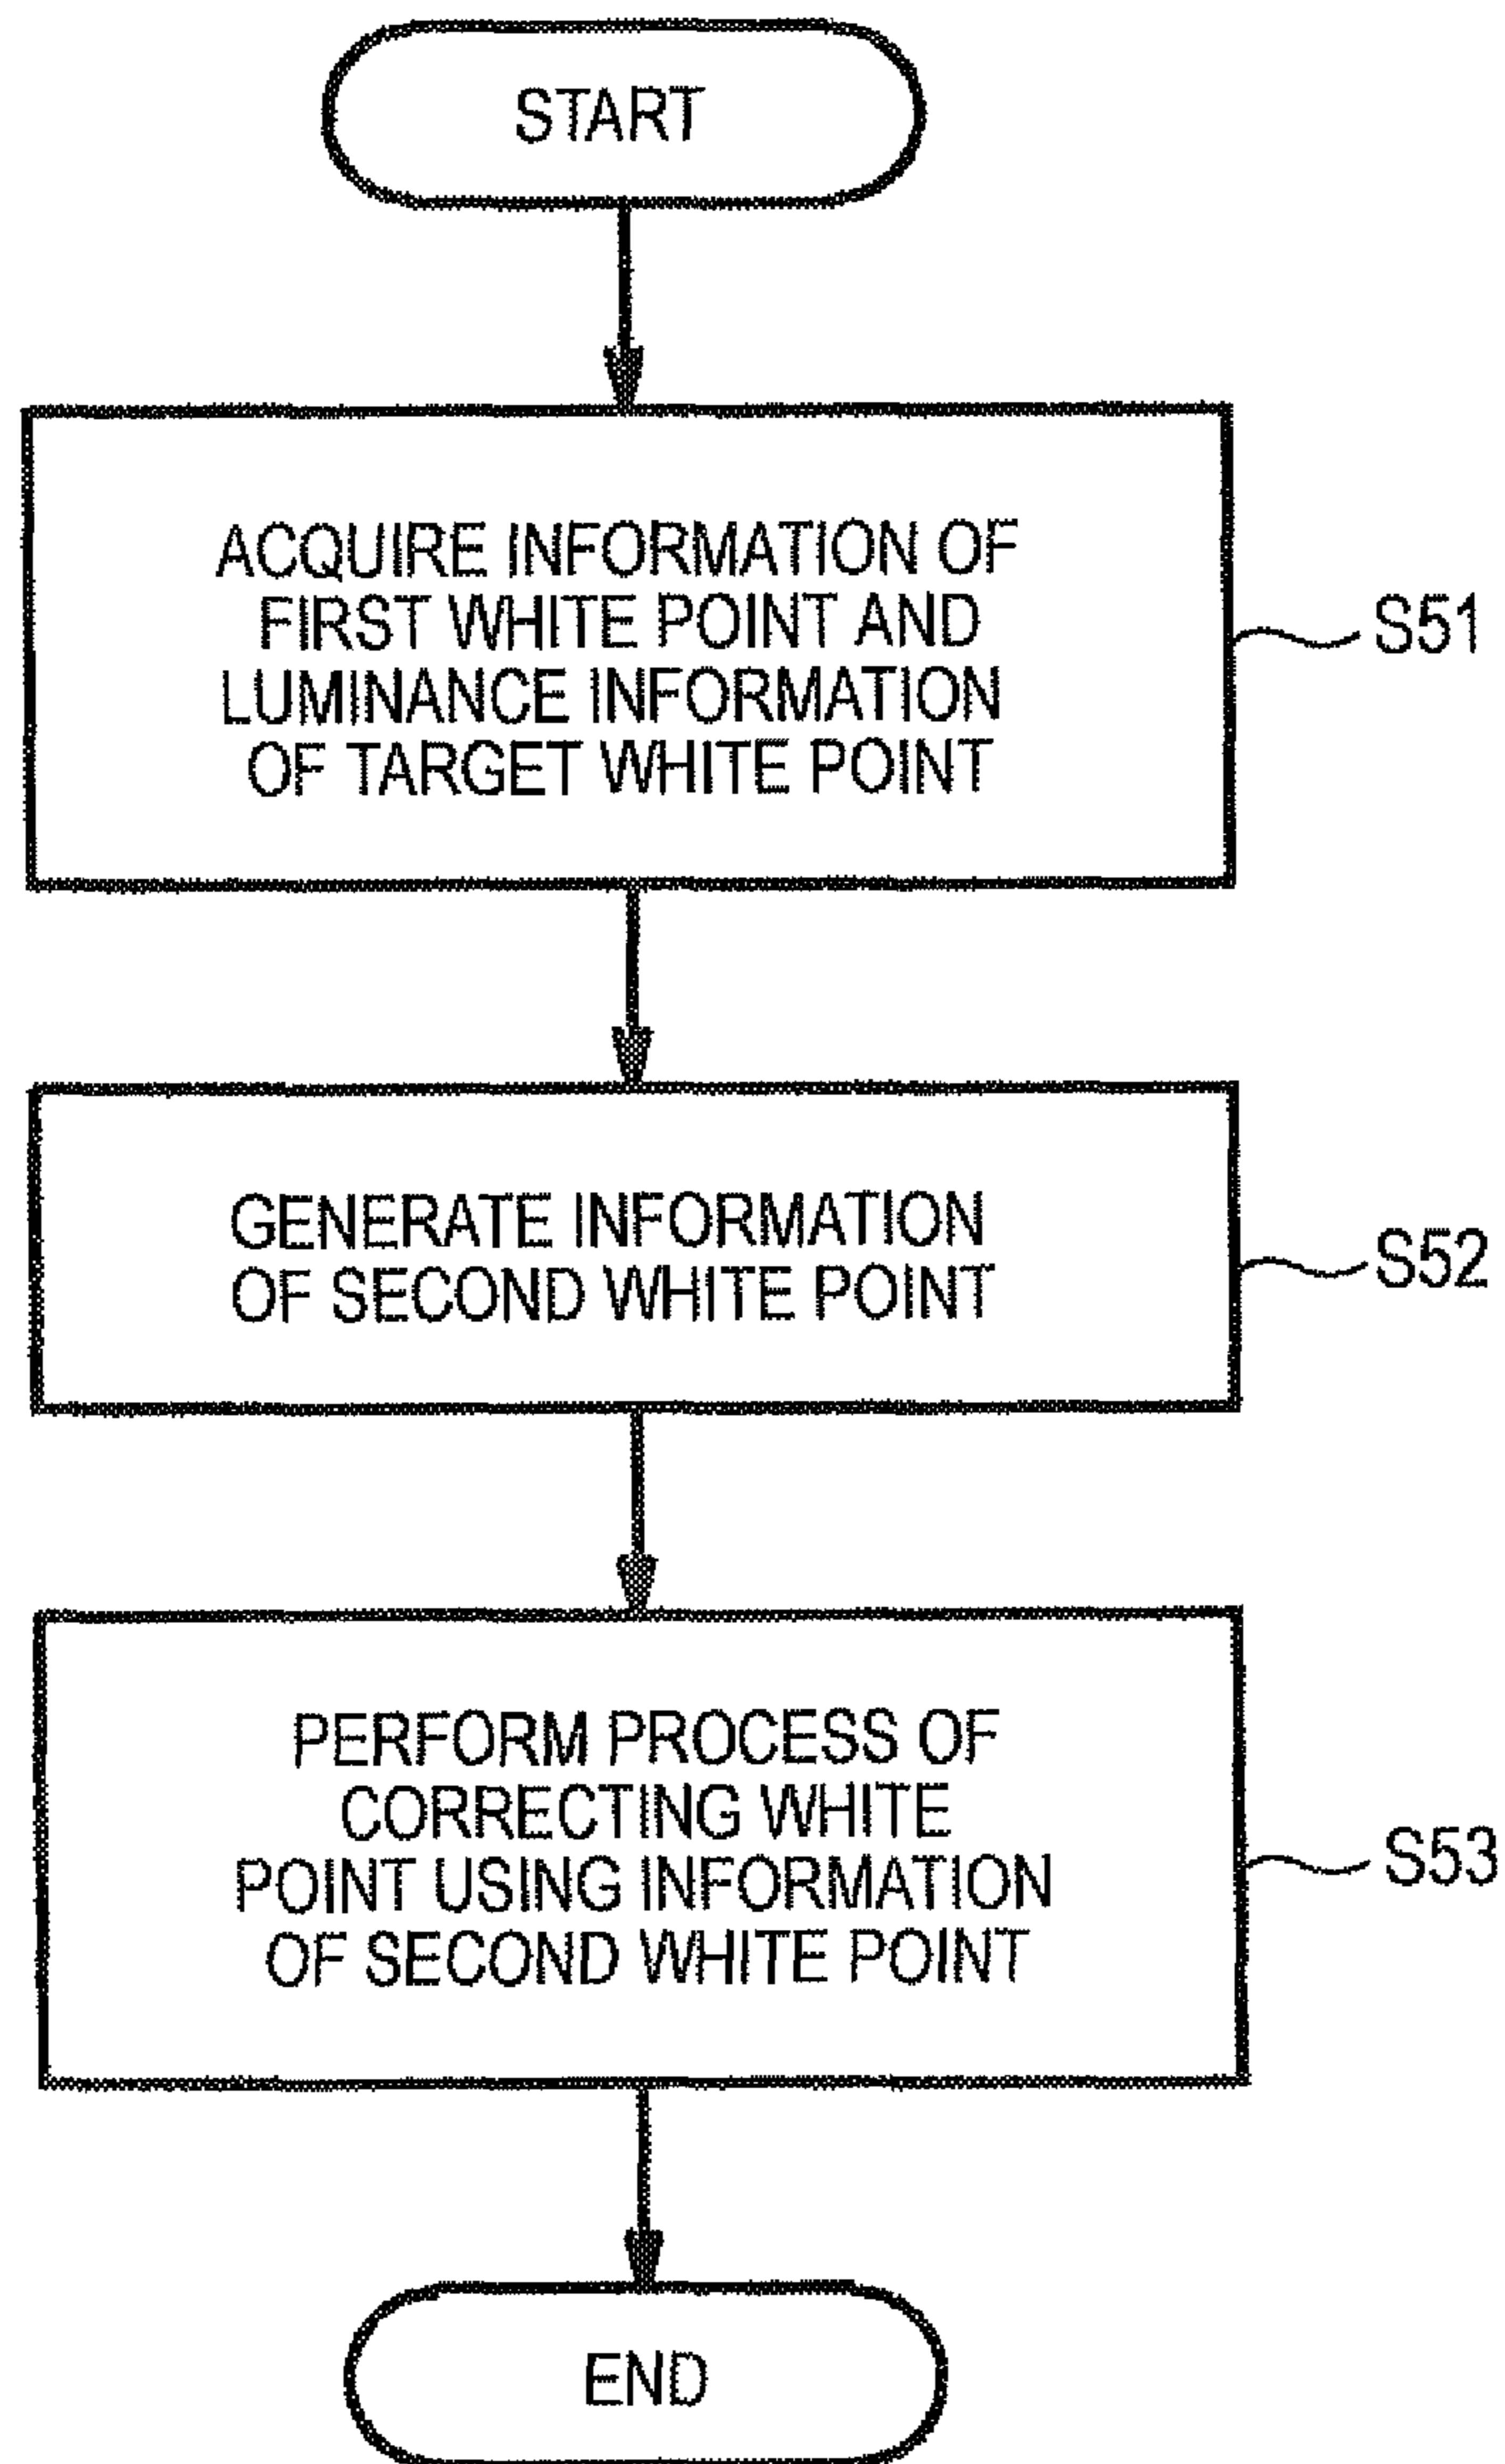 START
ACQUIRE INFORMATION OF
FIRST WHITE POINT AND
LUMINANCE INFORMATION
OF TARGET WHITE POINT
S51
GENERATE INFORMATION
OF SECOND WHITE POINT
S52
PERFORM PROCESS OF
CORRECTING WHITE
POINT USING INFORMATION
OF SECOND WHITE POINT
S53
END